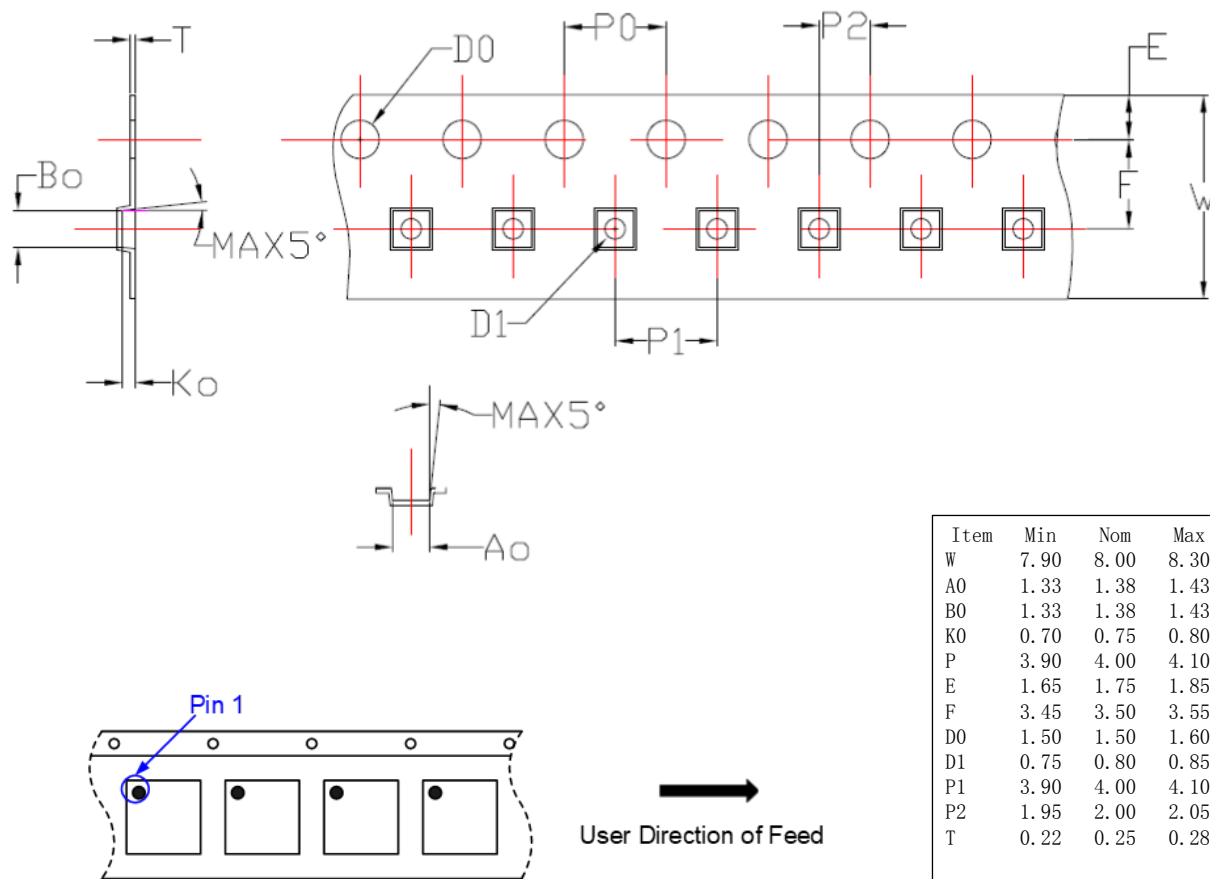 T
D0
P0
P2
E
Bo
MAX5°
F
W
D1
P1
Ko
MAX5°
Ao
Item Min Nom Max
W 7.90 8.00 8.30
A0 1.33 1.38 1.43
B0 1.33 1.38 1.43
K0 0.70 0.75 0.80
P 3.90 4.00 4.10
E 1.65 1.75 1.85
F 3.45 3.50 3.55
D0 1.50 1.50 1.60
D1 0.75 0.80 0.85
P1 3.90 4.00 4.10
P2 1.95 2.00 2.05
T 0.22 0.25 0.28
Pin 1
User Direction of Feed